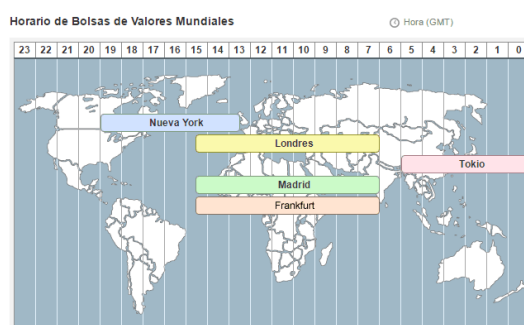 Horario de Bolsas de Valores Mundiales
Hora (GMT)
23 22 21 20 19 18 17 16 15 14 13 12 11 10 9 8 7 6 5 4 3 2 1 0
Nueva York
Londres
Tokio
Madrid
Frankfurt